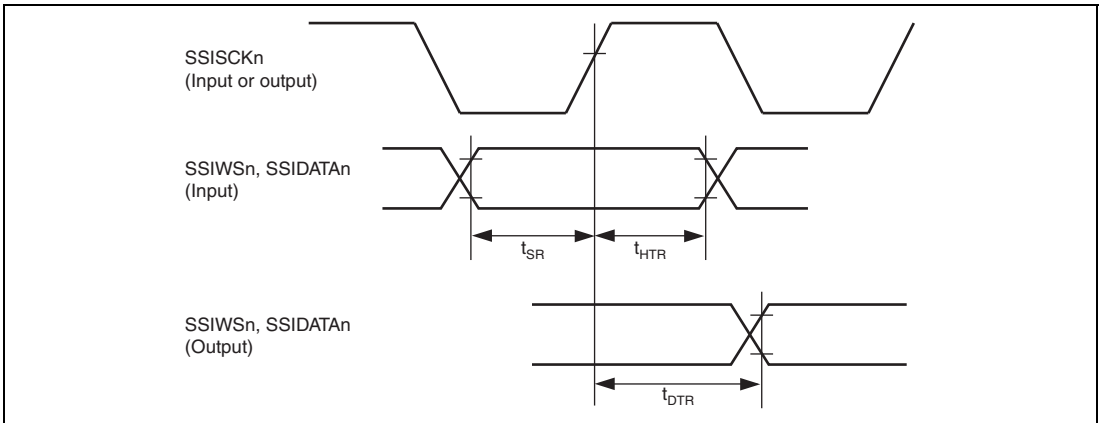 SSISCKn
(Input or output)
SSIWSn, SSIDATAn
(Input)
tSR
tHTR
SSIWSn, SSIDATAn
(Output)
tDTR